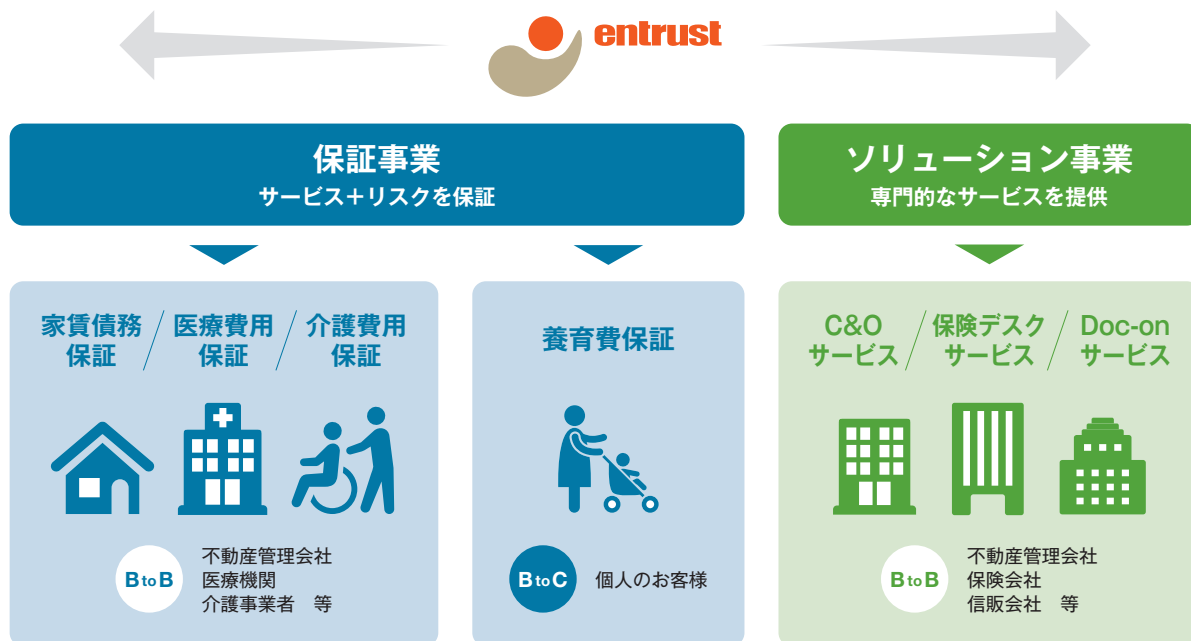 entrust
保証事業
サービス+リスクを保証
家賃債務
保証
医療費用
保証
介護費用
保証
BtoB
不動産管理会社
医療機関
介護事業者 等
養育費保証
BtoC
個人のお客様
ソリューション事業
専門的なサービスを提供
C&O
サービス
保険デスク
サービス
Doc-on
サービス
BtoB
不動産管理会社
保険会社
信販会社 等